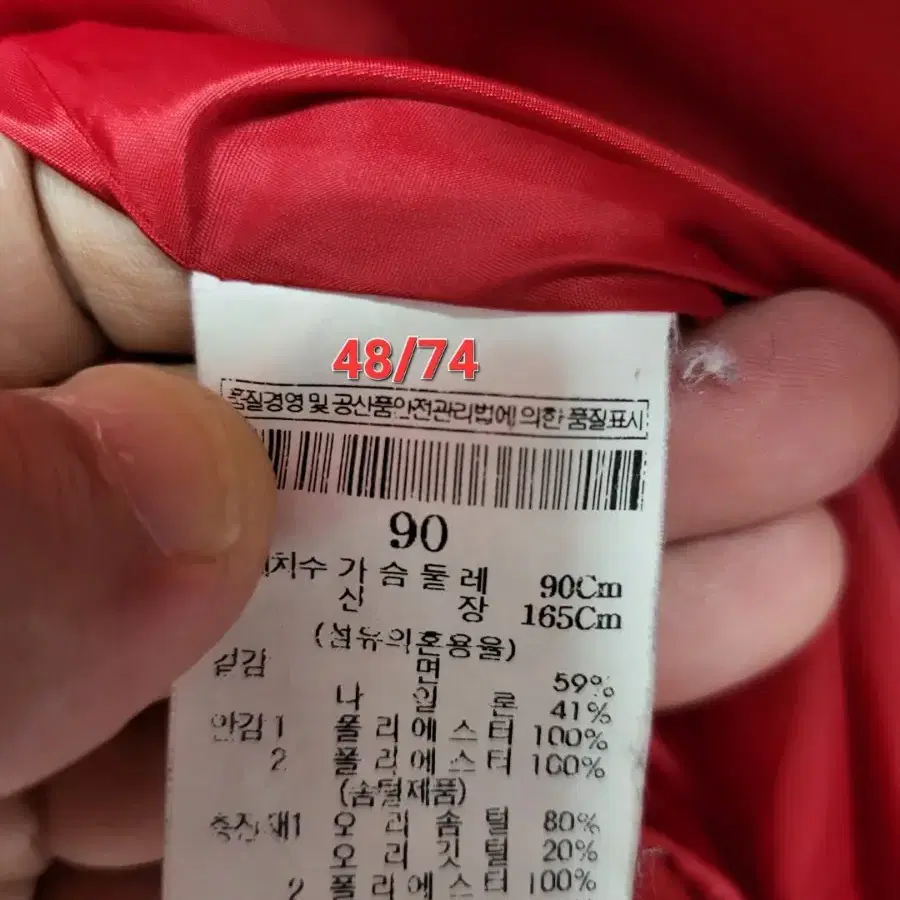 48/74
품질경영 및 공산품안전관리법에 의한 품질표시
90
치수 가슴둘레 90Cm
신장 165Cm
(섬유의혼용율)
겉감 면 59%
나일론 41%
안감 1 폴리에스터 100%
2 폴리에스터 100%
(솜털제품)
충전재1 오리솜털 80%
오리깃털 20%
2 폴리에스터 100%